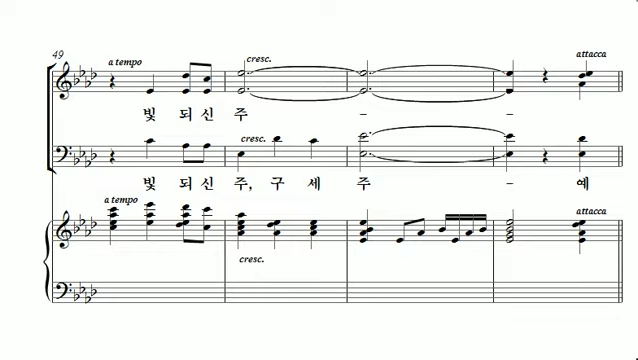 49
a tempo
cresc.
attacca
빛 되 신 주 - -
cresc.
빛 되 신 주, 구 세 주 - 예
a tempo
attacca
cresc.